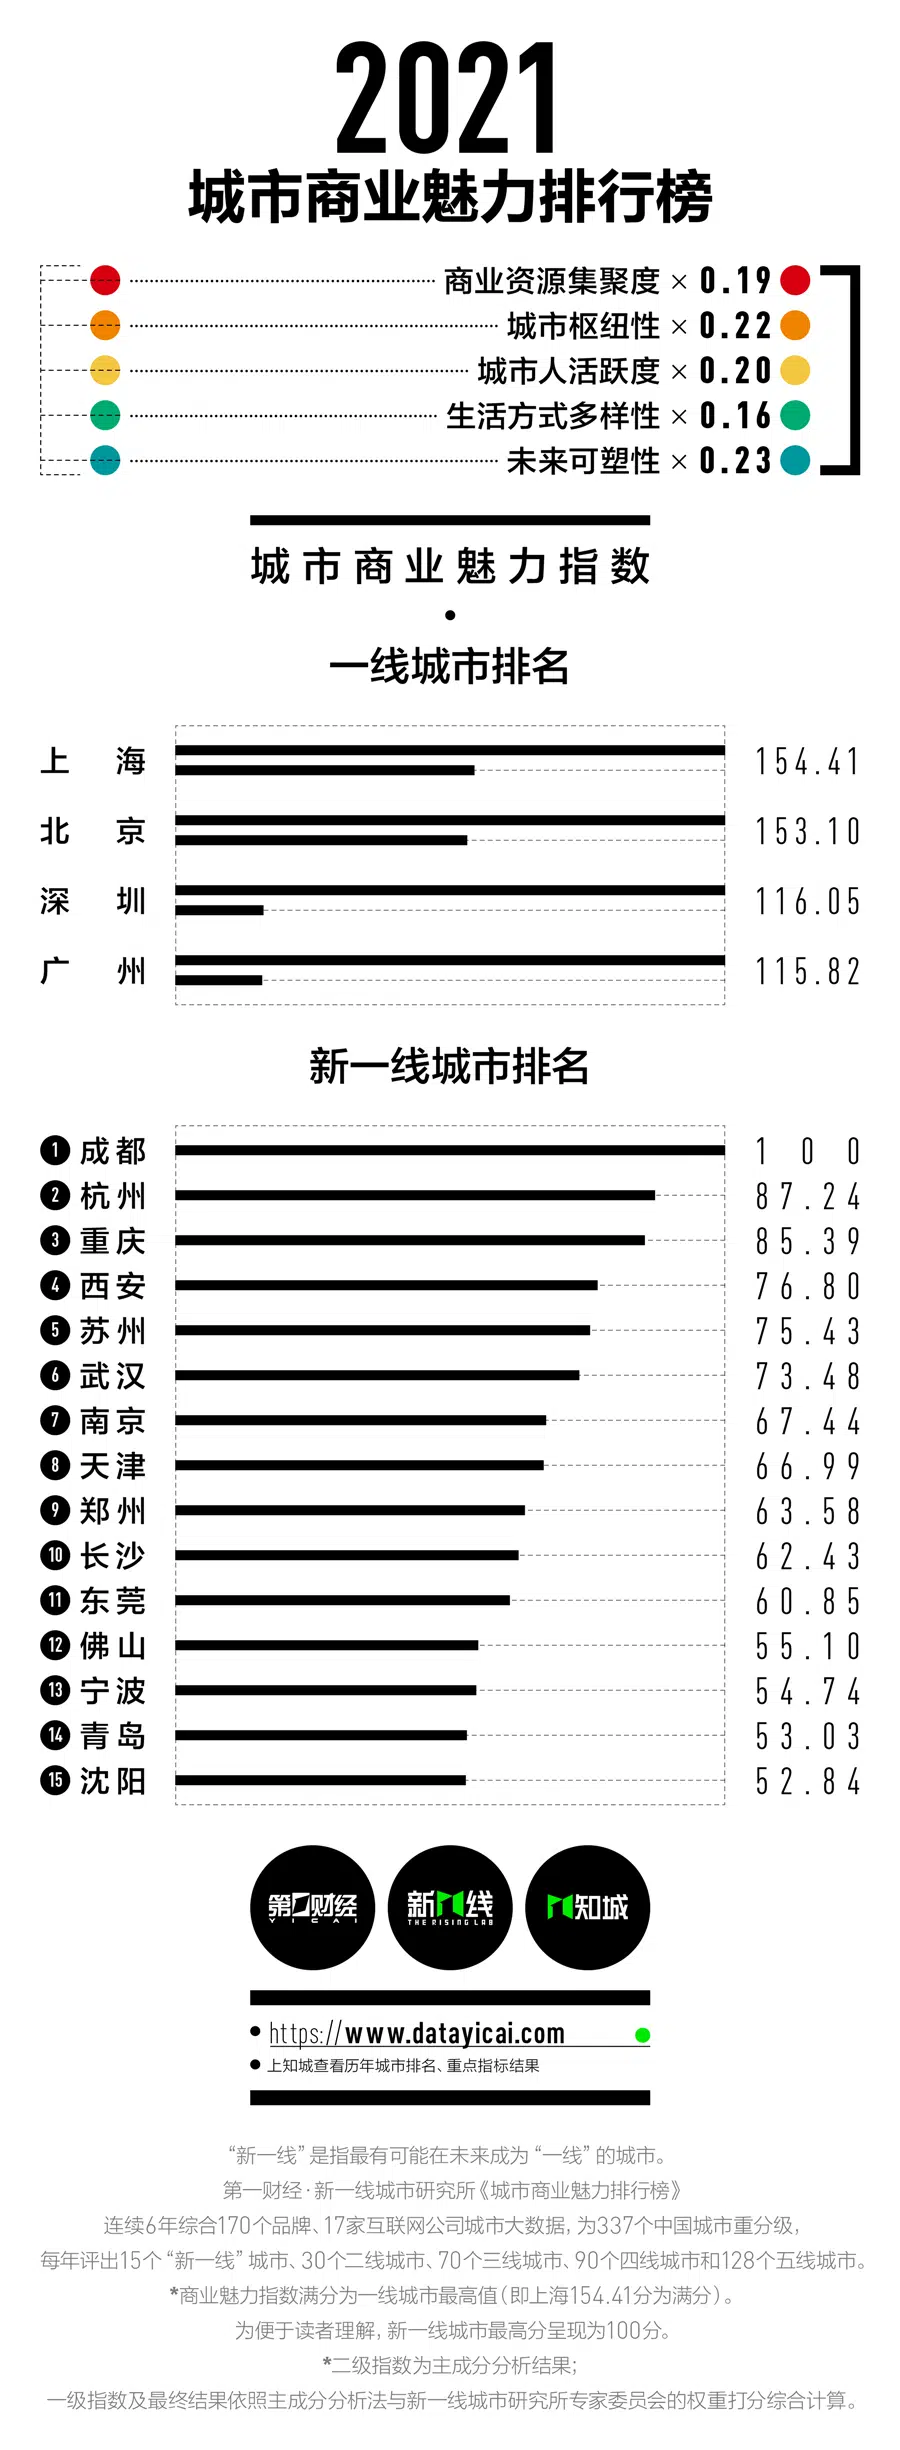 2021
城市商业魅力排行榜
商业资源集聚度 × 0.19
城市枢纽性 × 0.22
城市人活跃度 × 0.20
生活方式多样性 × 0.16
未来可塑性 × 0.23
城市商业魅力指数
·
一线城市排名
上海 154.41
北京 153.10
深圳 116.05
广州 115.82
新一线城市排名
1 成都 100
2 杭州 87.24
3 重庆 85.39
4 西安 76.80
5 苏州 75.43
6 武汉 73.48
7 南京 67.44
8 天津 66.99
9 郑州 63.58
10 长沙 62.43
11 东莞 60.85
12 佛山 55.10
13 宁波 54.74
14 青岛 53.03
15 沈阳 52.84
第一财经 新一线 知城
YICAI THE RISING LAB
https://www.datayicai.com
上知城查看历年城市排名、重点指标结果
“新一线”是指最有可能在未来成为“一线”的城市。
第一财经·新一线城市研究所《城市商业魅力排行榜》
连续6年综合170个品牌、17家互联网公司城市大数据,为337个中国城市重分级,
每年评出15个“新一线”城市、30个二线城市、70个三线城市、90个四线城市和128个五线城市。
*商业魅力指数满分为一线城市最高值(即上海154.41分为满分)。
为便于读者理解,新一线城市最高分呈现为100分。
*二级指数为主成分分析结果;
一级指数及最终结果依照主成分分析法与新一线城市研究所专家委员会的权重打分综合计算。